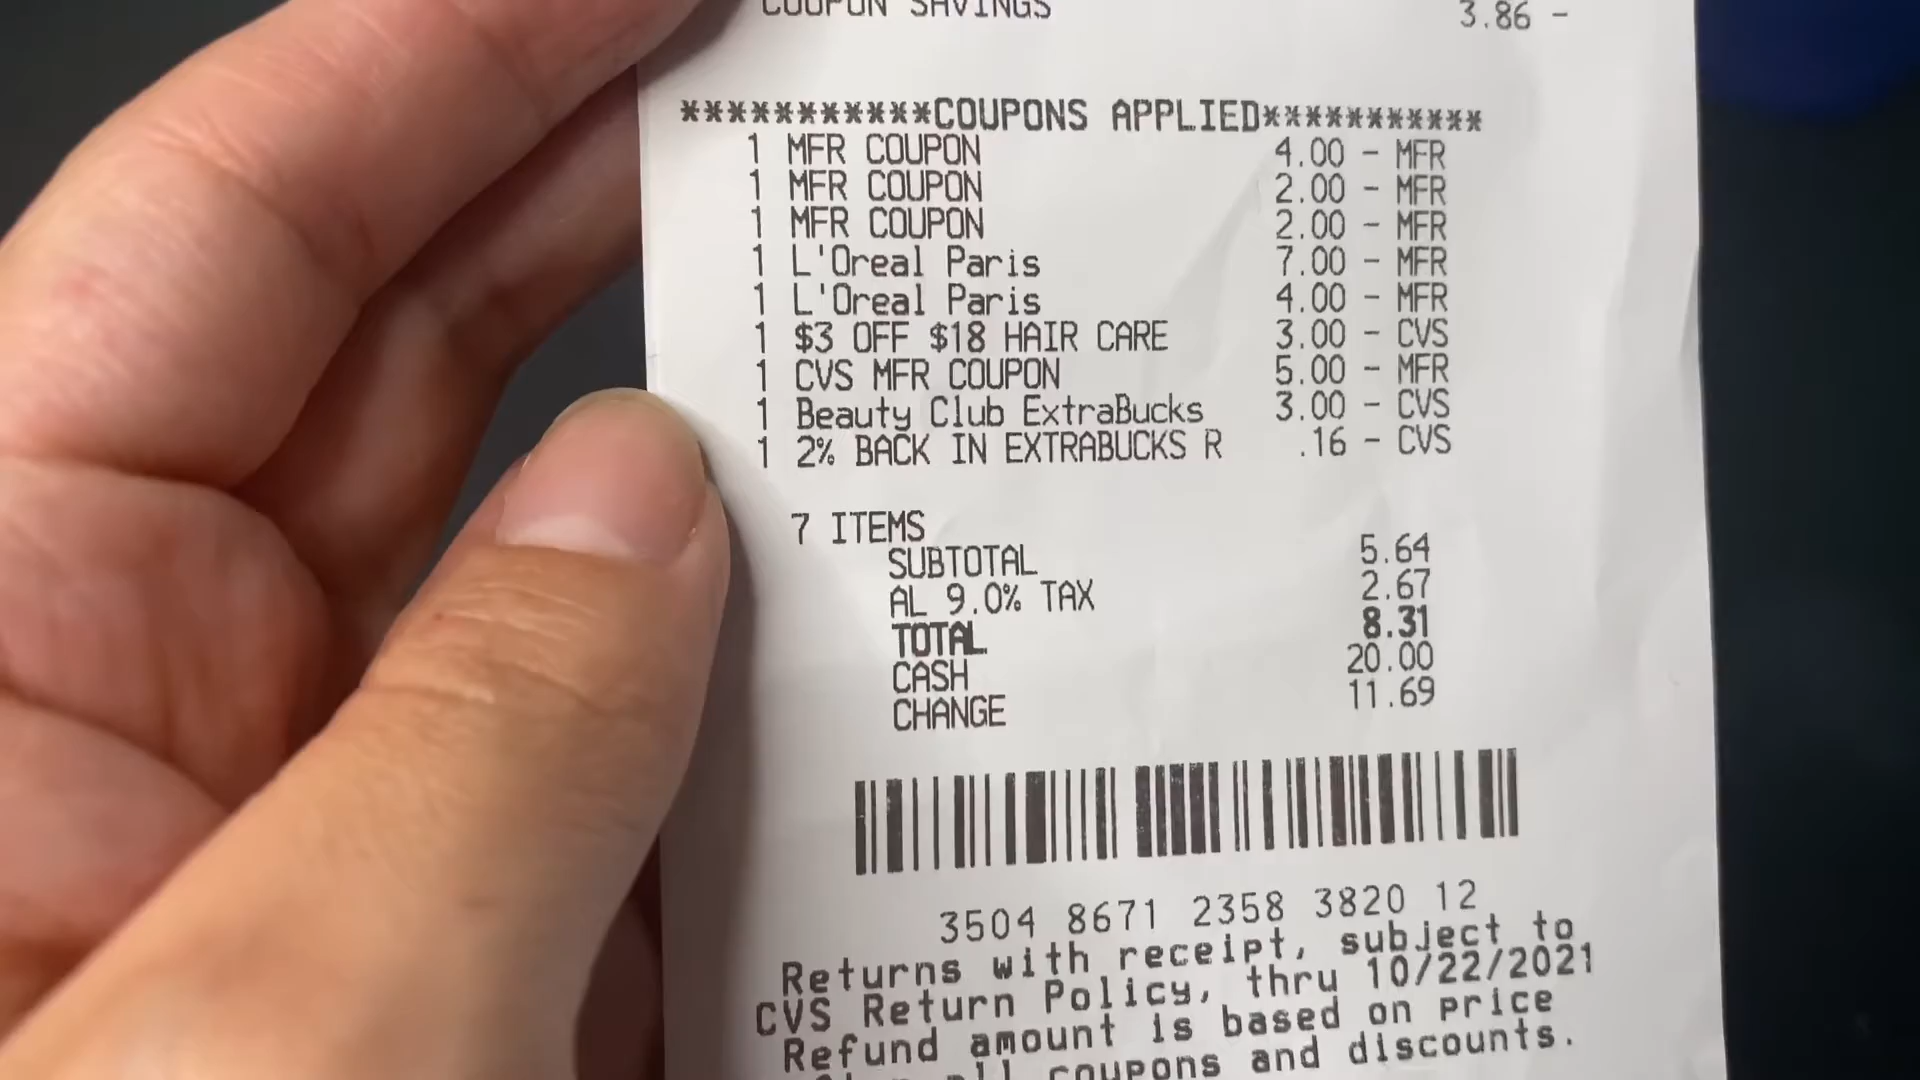 COUPON SAVINGS 3.86 -
***********COUPONS APPLIED***********
1 MFR COUPON 4.00 - MFR
1 MFR COUPON 2.00 - MFR
1 MFR COUPON 2.00 - MFR
1 L'Oreal Paris 7.00 - MFR
1 L'Oreal Paris 4.00 - MFR
1 $3 OFF $18 HAIR CARE 3.00 - CVS
1 CVS MFR COUPON 5.00 - MFR
1 Beauty Club ExtraBucks 3.00 - CVS
1 2% BACK IN EXTRABUCKS R .16 - CVS
7 ITEMS
SUBTOTAL 5.64
AL 9.0% TAX 2.67
TOTAL 8.31
CASH 20.00
CHANGE 11.69
3504 8671 2358 3820 12
Returns with receipt, subject to
CVS Return Policy, thru 10/22/2021
Refund amount is based on price
coupons and discounts.